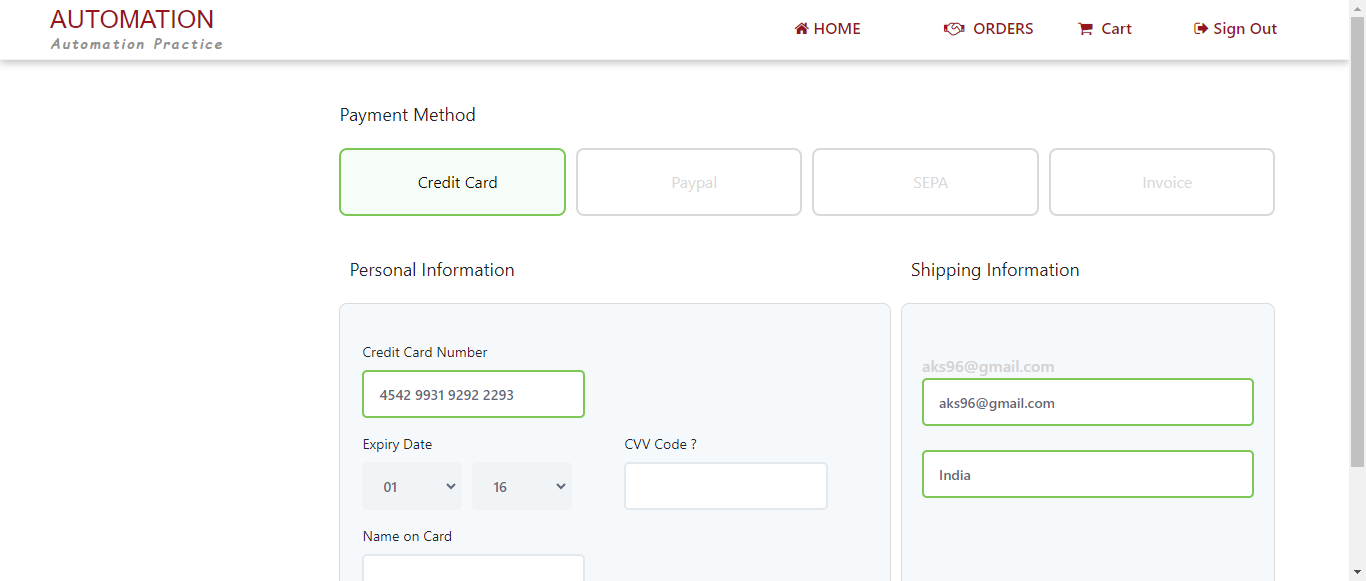 AUTOMATION
Automation Practice
HOME
ORDERS
Cart
Sign Out
Payment Method
Credit Card
Paypal
SEPA
Invoice
Personal Information
Shipping Information
Credit Card Number
4542 9931 9292 2293
Expiry Date
CVV Code ?
01
16
Name on Card
aks96@gmail.com
aks96@gmail.com
India